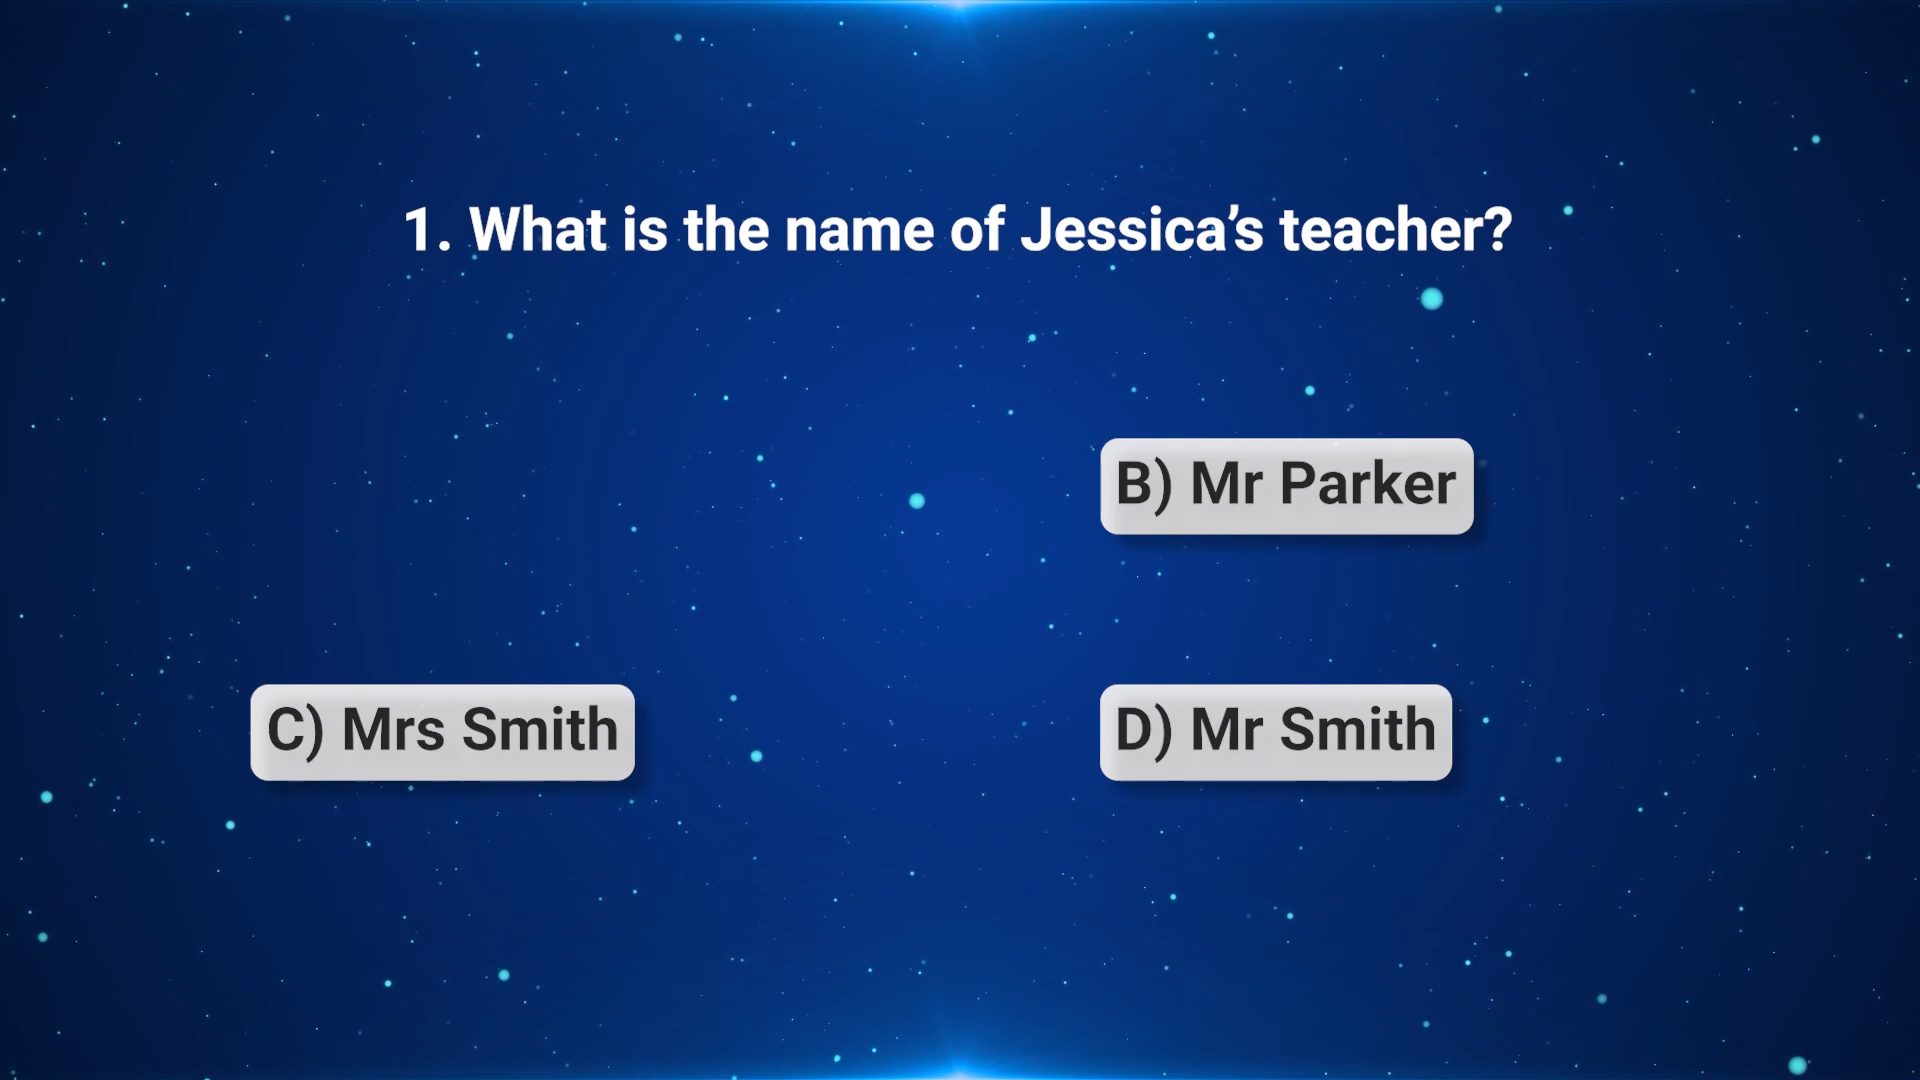 1. What is the name of Jessica’s teacher?
B) Mr Parker
C) Mrs Smith
D) Mr Smith